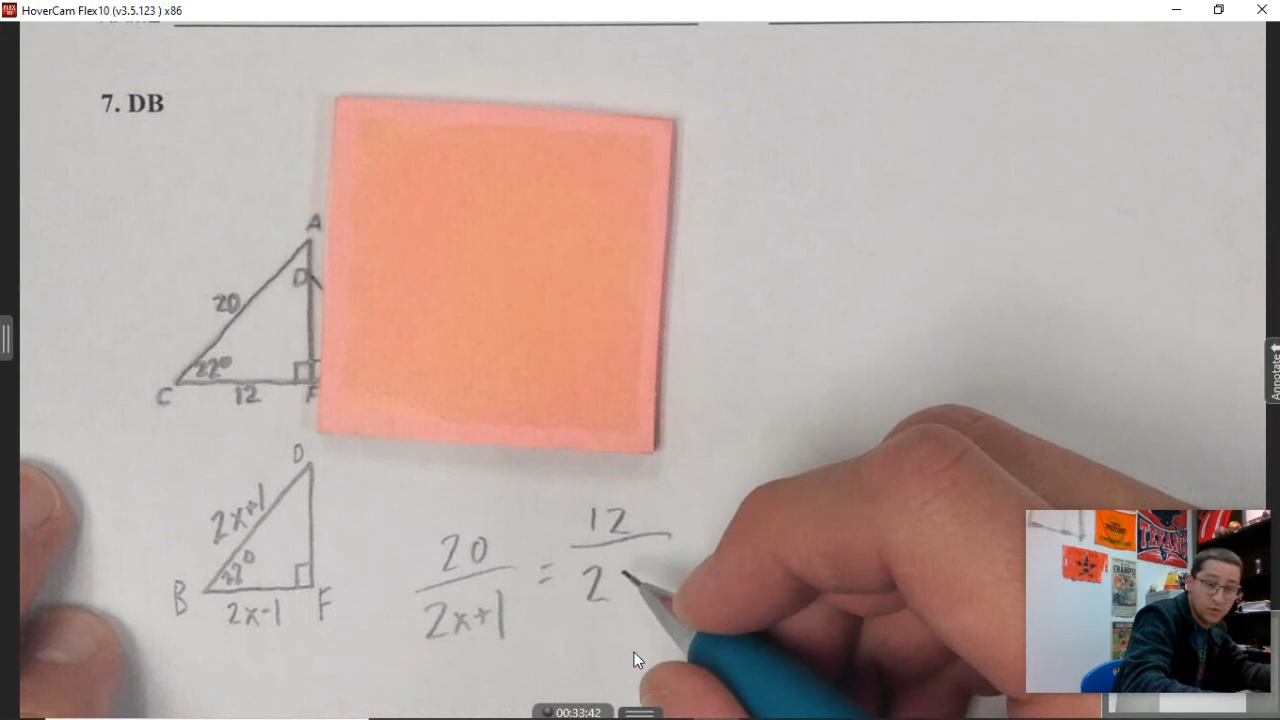 HoverCam Flex10 (v3.5.123 ) x86
7. DB
A
D
20
22°
C
12
F
D
2x+1
22°
B
2x-1
F
20
2x+1
=
12
2
TEXANS
Annotate
00:33:42